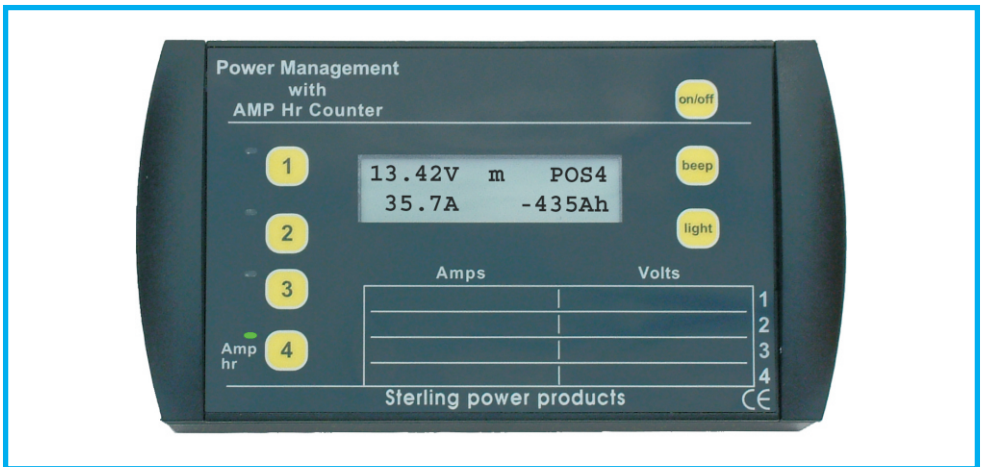 Power Management
with
AMP Hr Counter
on/off
1
13.42V m POS4
beep
35.7A -435Ah
2
light
3
Amps Volts
1
2
Amp hr
4
3
4
Sterling power products
CE